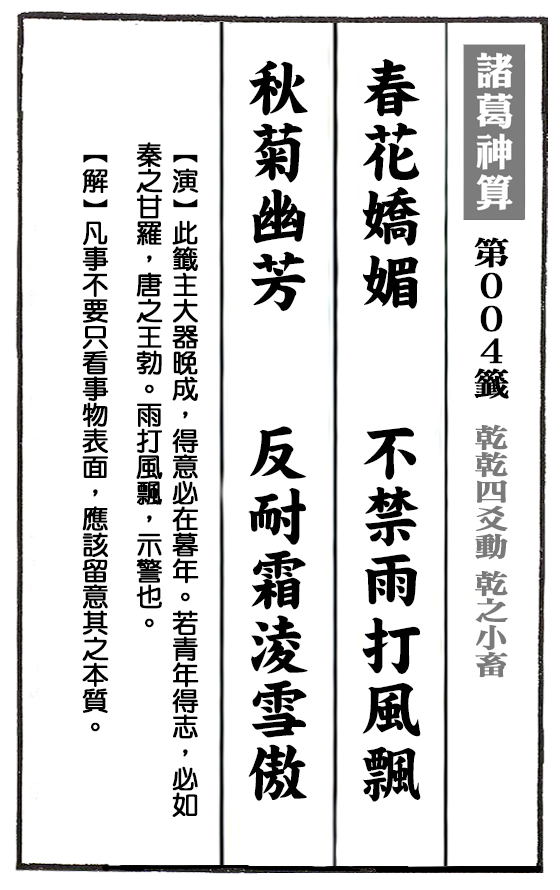 諸葛神算 第００４籤 乾乾四爻動 乾之小畜
春花嬌媚 不禁雨打風飄
秋菊幽芳 反耐霜淩雪傲
【演】此籤主大器晚成，得意必在暮年。若青年得志，必如
秦之甘羅，唐之王勃。雨打風飄，示警也。
【解】凡事不要只看事物表面，應該留意其之本質。